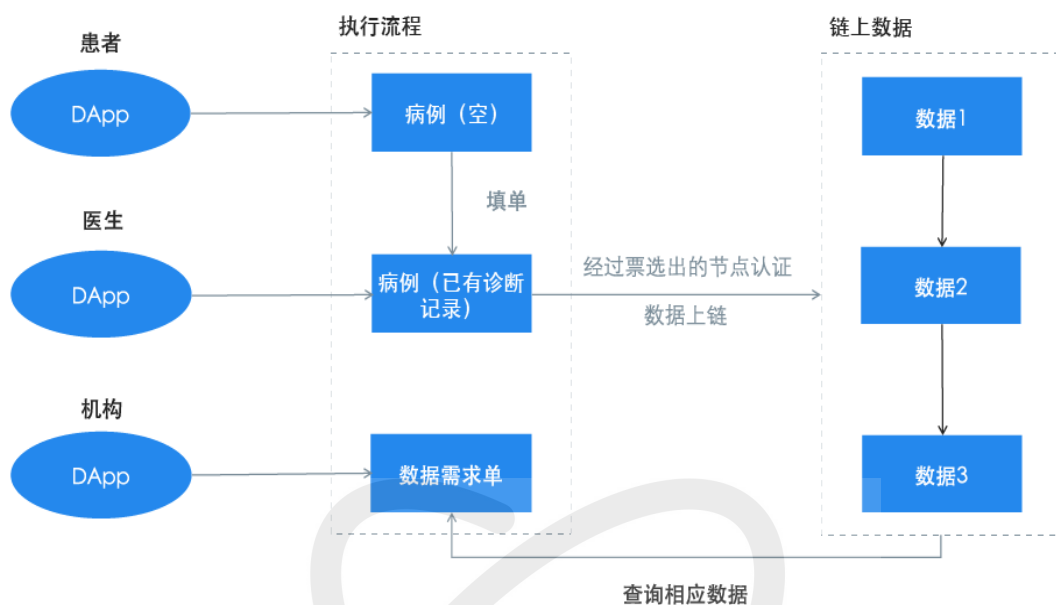 执行流程
链上数据
患者
DApp
病例（空）
数据1
填单
医生
DApp
病例（已有诊断
记录）
经过票选出的节点认证
数据上链
数据2
机构
DApp
数据需求单
数据3
查询相应数据